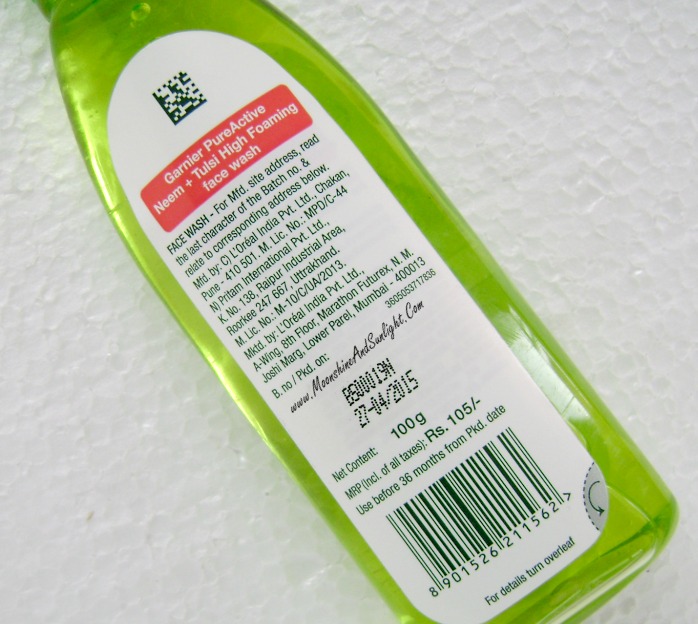 Garnier PureActive
Neem + Tulsi High Foaming
face wash
FACE WASH - For Mfd. site address, read
the last character of the Batch no. &
relate to corresponding address below:
Mfd. by: C) L'Oréal India Pvt. Ltd., Chakan,
Pune - 410 501. M. Lic. No.: MPD/C-44
N) Pritam International Pvt. Ltd.,
K. No. 138, Raipur Industrial Area,
Roorkee 247 667, Uttrakhand.
M. Lic. No.: M-10/C/UA/2013.
Mktd. by: L'Oréal India Pvt. Ltd.,
A-Wing, 8th Floor, Marathon Futurex, N. M.
Joshi Marg, Lower Parel, Mumbai - 400013
3605053717836
B. no / Pkd. on:
www.MoonshineAndSunlight.Com
B500019N
27-04/2015
Net Content: 100g
MRP (Incl. of all taxes): Rs. 105/-
Use before 36 months from Pkd. date
8 901526 211562 >
For details turn overleaf